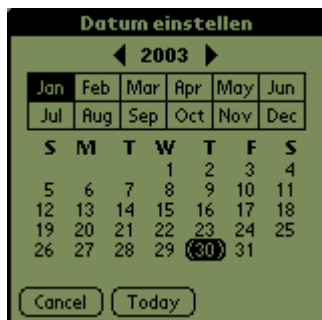 Datum einstellen
2003
Jan Feb Mar Apr May Jun
Jul Aug Sep Oct Nov Dec
S M T W T F S
1 2 3 4
5 6 7 8 9 10 11
12 13 14 15 16 17 18
19 20 21 22 23 24 25
26 27 28 29 30 31
Cancel Today